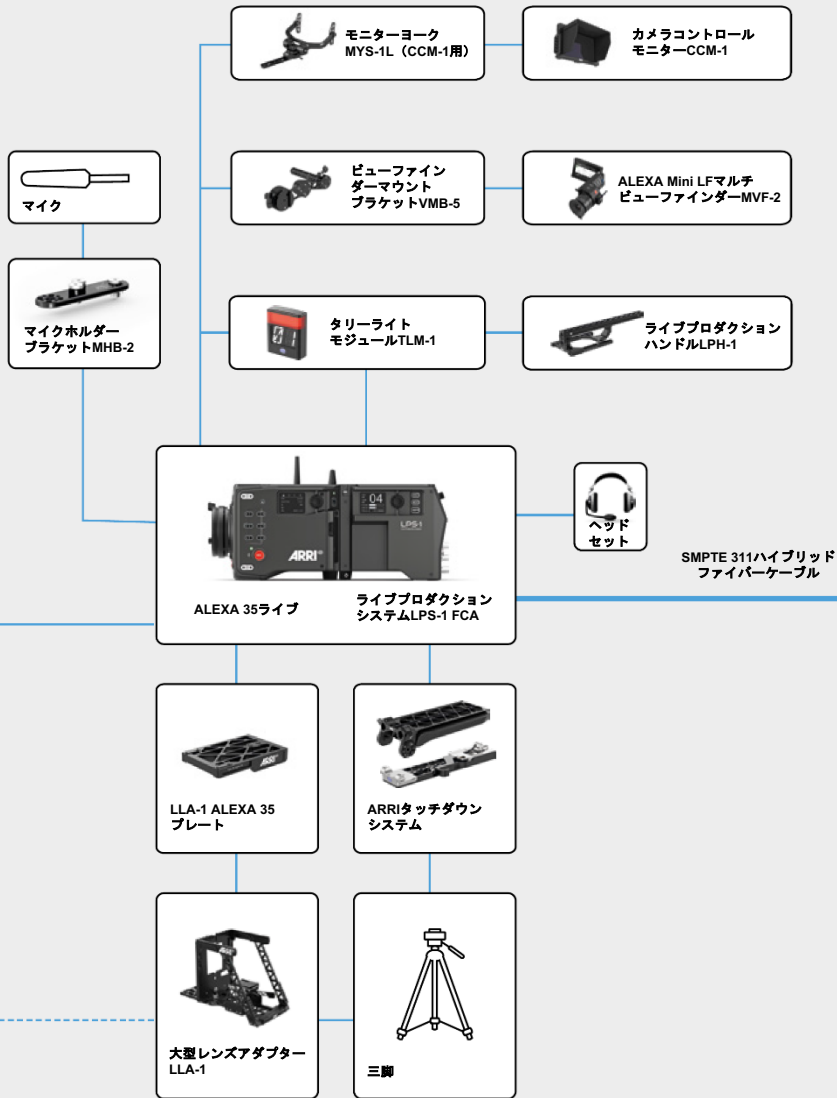 モニターヨーク
MYS-1L（CCM-1用）
カメラコントロール
モニターCCM-1
マイク
ビューファイン
ダーマウント
ブラケットVMB-5
ALEXA Mini LFマルチ
ビューファインダーMVF-2
マイクホルダー
ブラケットMHB-2
タリーライト
モジュールTLM-1
ライブプロダクション
ハンドルLPH-1
04
LPS-1
ARRI
ALEXA 35ライブ
ライブプロダクション
システムLPS-1 FCA
ヘッド
セット
SMPTE 311ハイブリッド
ファイバーケーブル
ARRI
LLA-1 ALEXA 35
プレート
ARRIタッチダウン
システム
ARRI
大型レンズアダプター
LLA-1
三脚